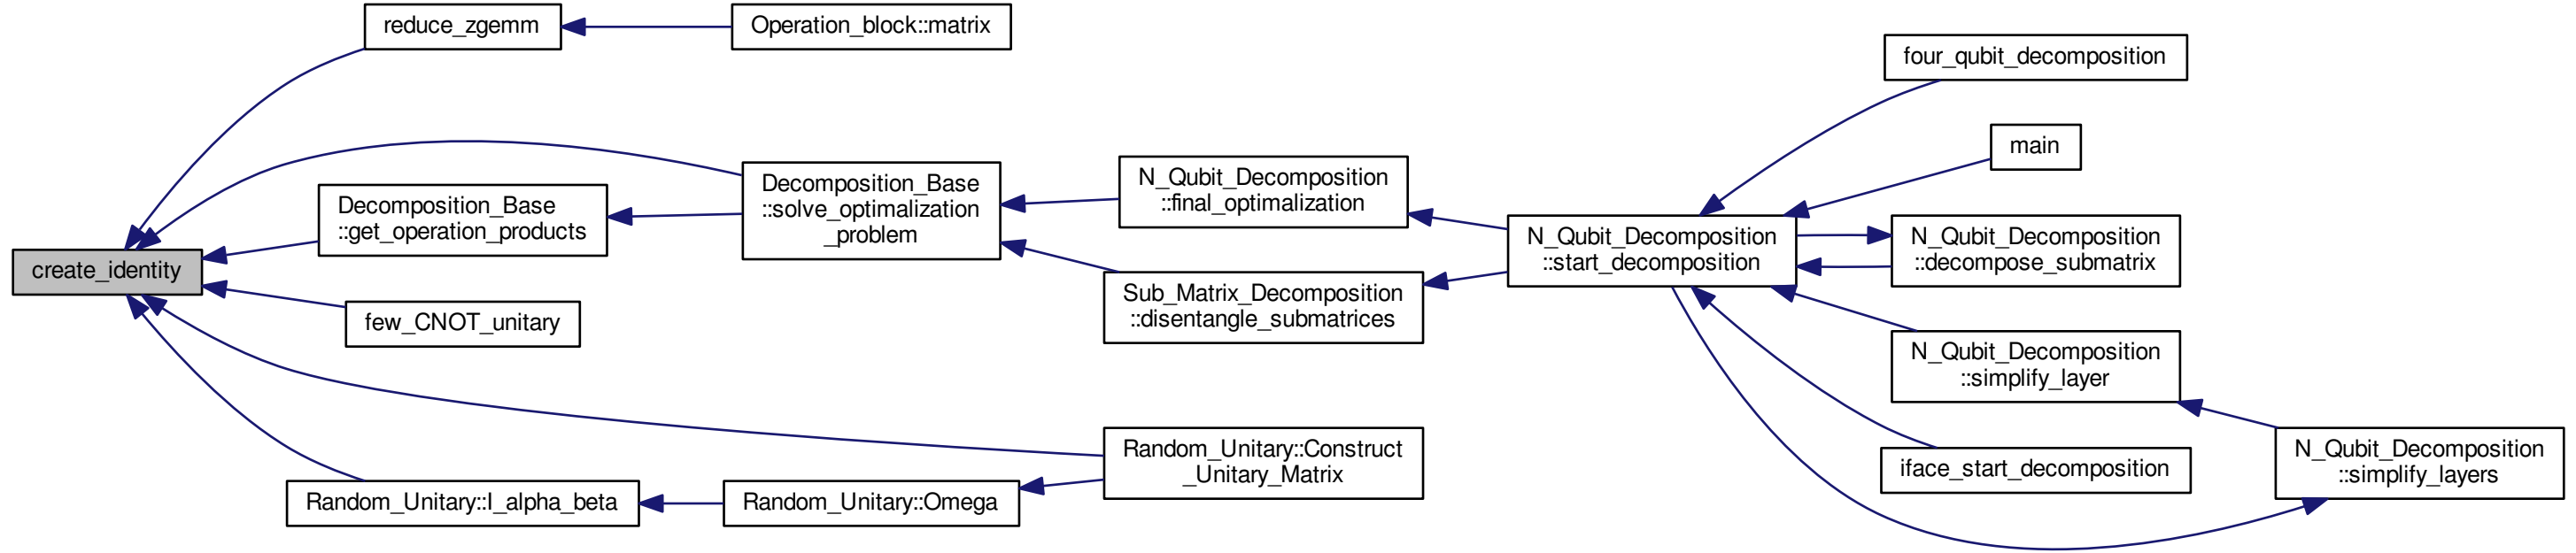 reduce_zgemm
Operation_block::matrix
four_qubit_decomposition
main
Decomposition_Base
::solve_optimalization
_problem
N_Qubit_Decomposition
::final_optimalization
Decomposition_Base
::get_operation_products
N_Qubit_Decomposition
::start_decomposition
N_Qubit_Decomposition
::decompose_submatrix
create_identity
few_CNOT_unitary
Sub_Matrix_Decomposition
::disentangle_submatrices
N_Qubit_Decomposition
::simplify_layer
Random_Unitary::Construct
_Unitary_Matrix
iface_start_decomposition
N_Qubit_Decomposition
::simplify_layers
Random_Unitary::I_alpha_beta
Random_Unitary::Omega